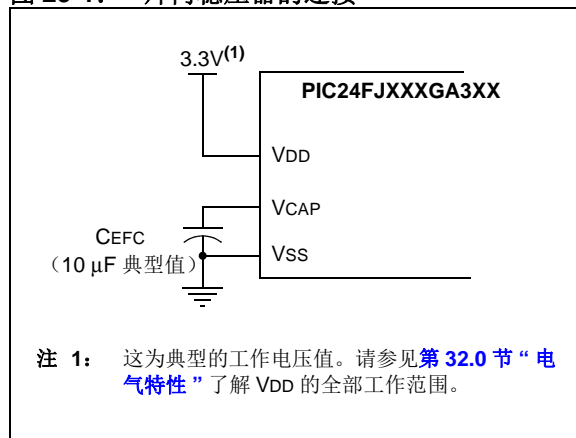 3.3V(1)
PIC24FJXXXGA3XX
VDD
VCAP
CEFC
VSS
（10 μF 典型值）
注 1： 这为典型的工作电压值。请参见第 32.0 节“ 电
气特性 ”了解 VDD 的全部工作范围。